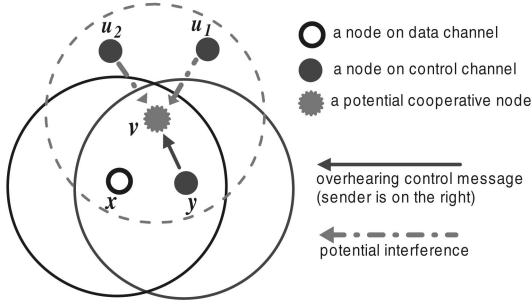 u2 u1
a node on data channel
a node on control channel
a potential cooperative node
v
overhearing control message
(sender is on the right)
x y
potential interference